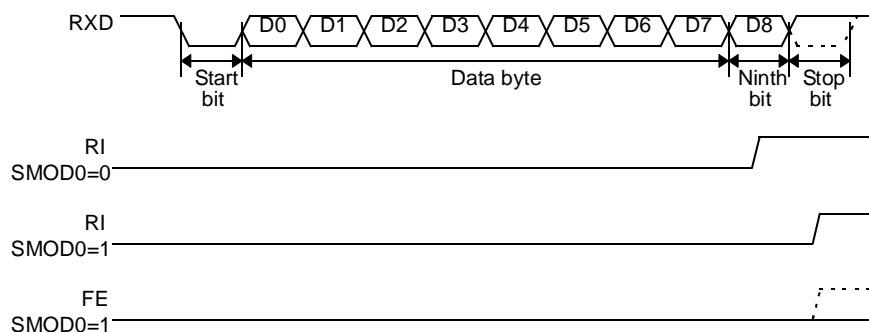 RXD D0 D1 D2 D3 D4 D5 D6 D7 D8
Start bit
Data byte
Ninth bit
Stop bit
RI
SMOD0=0
RI
SMOD0=1
FE
SMOD0=1